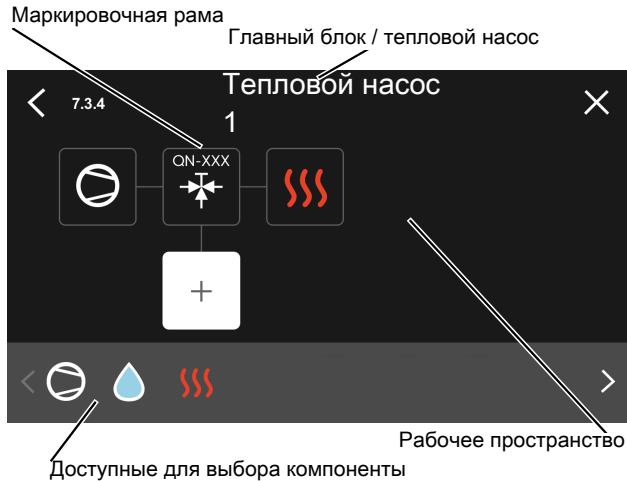 Маркировочная рама
Главный блок / тепловой насос
7.3.4
Тепловой насос
1
QN-XXX
Рабочее пространство
Доступные для выбора компоненты